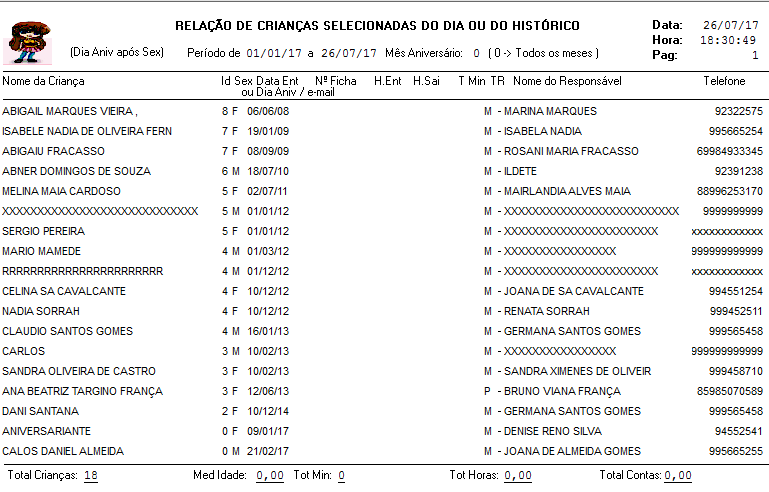 RELAÇÃO DE CRIANÇAS SELECIONADAS DO DIA OU DO HISTÓRICO Data: 26/07/17
Hora: 18:30:49
(Dia Aniv após Sex) Período de 01/01/17 a 26/07/17 Mês Aniversário: 0 ( 0 -> Todos os meses )
Pag: 1
Nome da Criança Id Sex Data Ent Nº Ficha H.Ent H.Sai T Min TR Nome do Responsável Telefone
ou Dia Aniv / e-mail
ABIGAIL MARQUES VIEIRA , 8 F 06/06/08 M - MARINA MARQUES 92322575
ISABELE NADIA DE OLIVEIRA FERN 7 F 19/01/09 M - ISABELA NADIA 995665254
ABIGAIU FRACASSO 7 F 08/09/09 M - ROSANI MARIA FRACASSO 69984933345
ABNER DOMINGOS DE SOUZA 6 M 18/07/10 M - ILDETE 92391238
MELINA MAIA CARDOSO 5 F 02/07/11 M - MAIRLANDIA ALVES MAIA 88996253170
XXXXXXXXXXXXXXXXXXXXXXXXXXXX 5 M 01/01/12 M - XXXXXXXXXXXXXXXXXXXXXXXXX 9999999999
SERGIO PEREIRA 5 F 01/01/12 M - XXXXXXXXXXXXXXXXXXXXXX xxxxxxxxxxxxx
MARIO MAMEDE 4 M 01/03/12 M - XXXXXXXXXXXXXXXX 999999999999
RRRRRRRRRRRRRRRRRRRRRRR 4 M 01/12/12 M - XXXXXXXXXXXXXXXXXXXXXX xxxxxxxxxxxxx
CELINA SA CAVALCANTE 4 F 10/12/12 M - JOANA DE SA CAVALCANTE 994551254
NADIA SORRAH 4 F 10/12/12 M - RENATA SORRAH 999452511
CLAUDIO SANTOS GOMES 4 M 16/01/13 M - GERMANA SANTOS GOMES 999565458
CARLOS 3 M 10/02/13 M - XXXXXXXXXXXXXXXX 999999999999
SANDRA OLIVEIRA DE CASTRO 3 F 10/02/13 M - SANDRA XIMENES DE OLIVEIR 999458710
ANA BEATRIZ TARGINO FRANÇA 3 F 12/06/13 P - BRUNO VIANA FRANÇA 85985070589
DANI SANTANA 2 F 10/12/14 M - GERMANA SANTOS GOMES 999565458
ANIVERSARIANTE 0 F 09/01/17 M - DENISE RENO SILVA 94552541
CALOS DANIEL ALMEIDA 0 M 21/02/17 M - JOANA DE ALMEIDA GOMES 995665255
Total Crianças: 18 Med Idade: 0,00 Tot Min: 0 Tot Horas: 0,00 Total Contas: 0,00